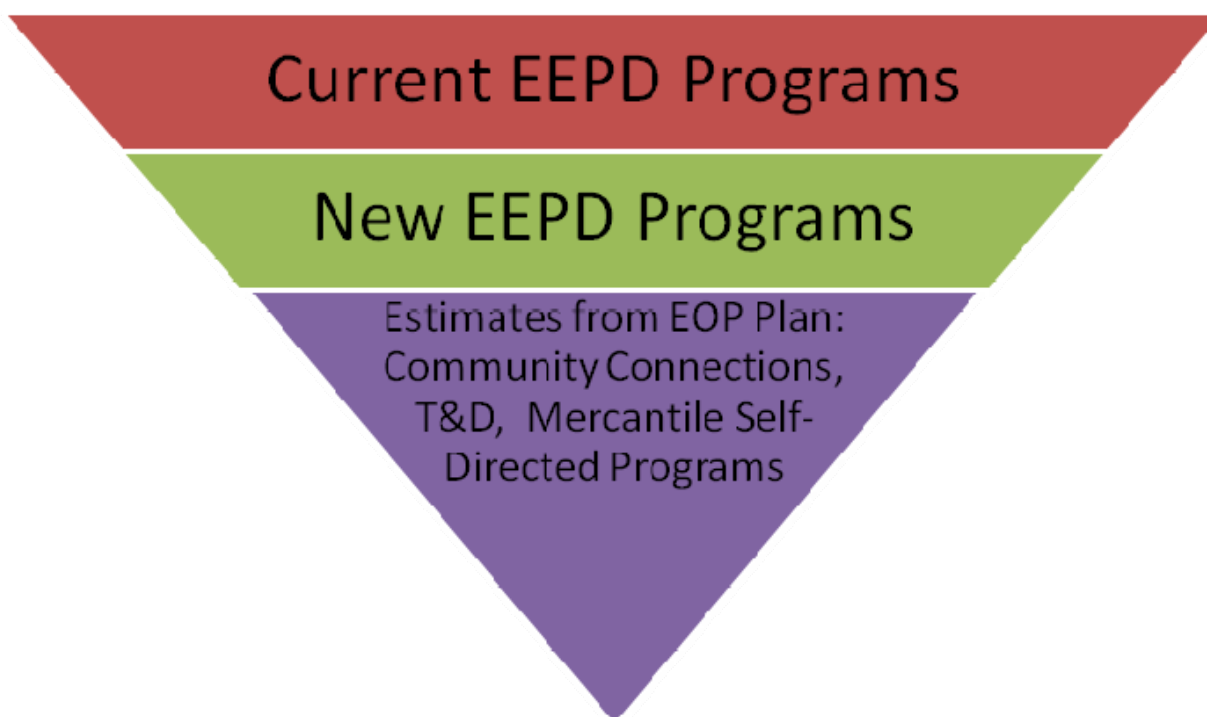 Current EEPD Programs
New EEPD Programs
Estimates from EOP Plan:
Community Connections,
T&D, Mercantile Self-
Directed Programs